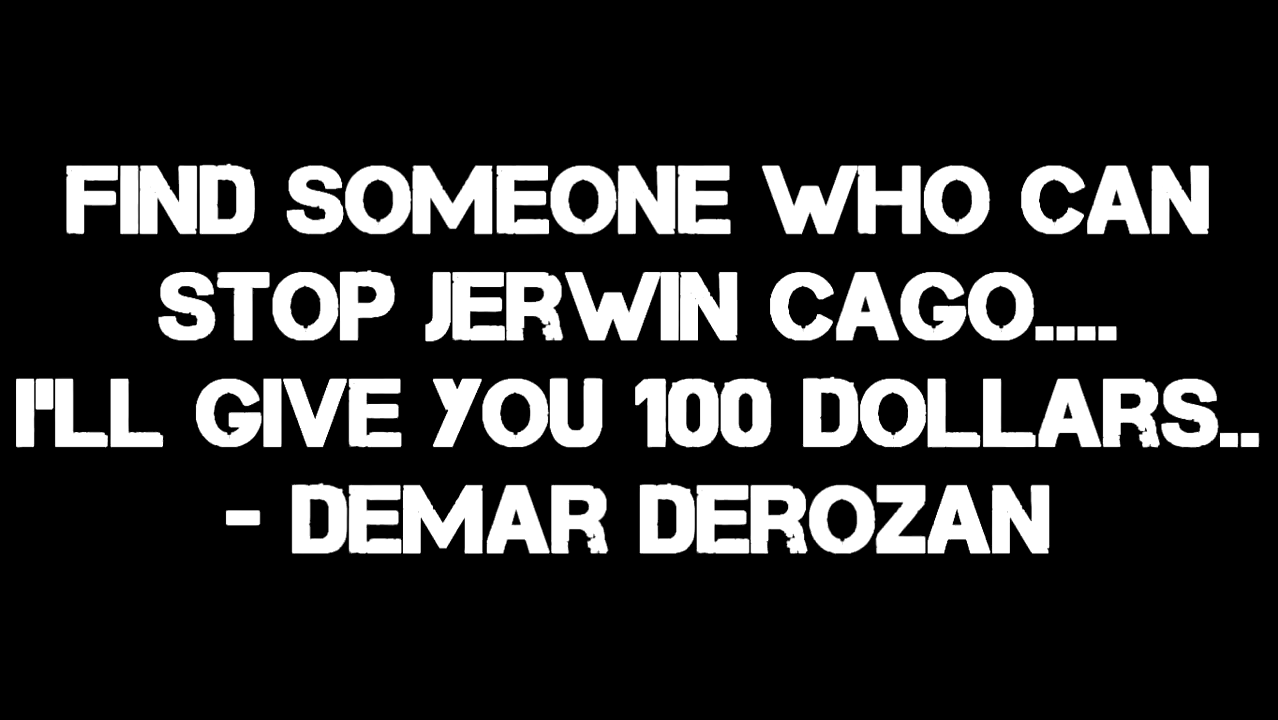 FIND SOMEONE WHO CAN
STOP JERWIN CAGO....
I'LL GIVE YOU 100 DOLLARS..
- DEMAR DEROZAN